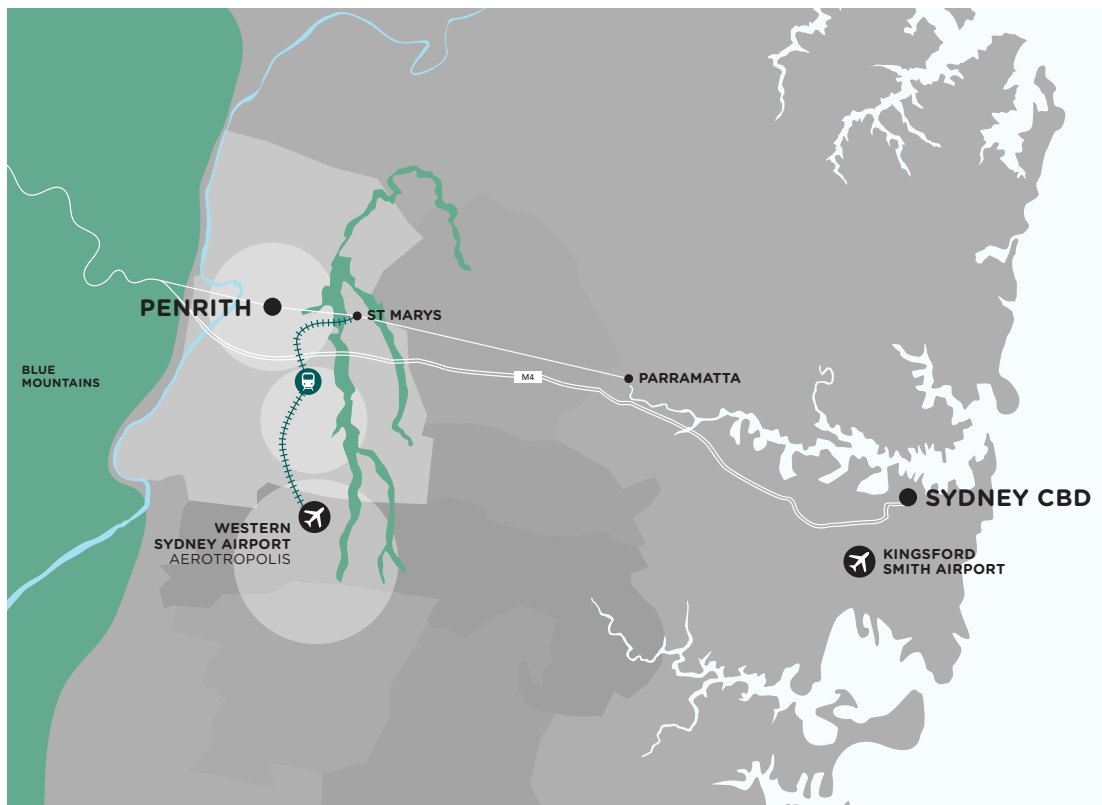 PENRITH
ST MARYS
BLUE
MOUNTAINS
M4
PARRAMATTA
SYDNEY CBD
WESTERN
SYDNEY AIRPORT
AEROTROPOLIS
KINGSFORD
SMITH AIRPORT